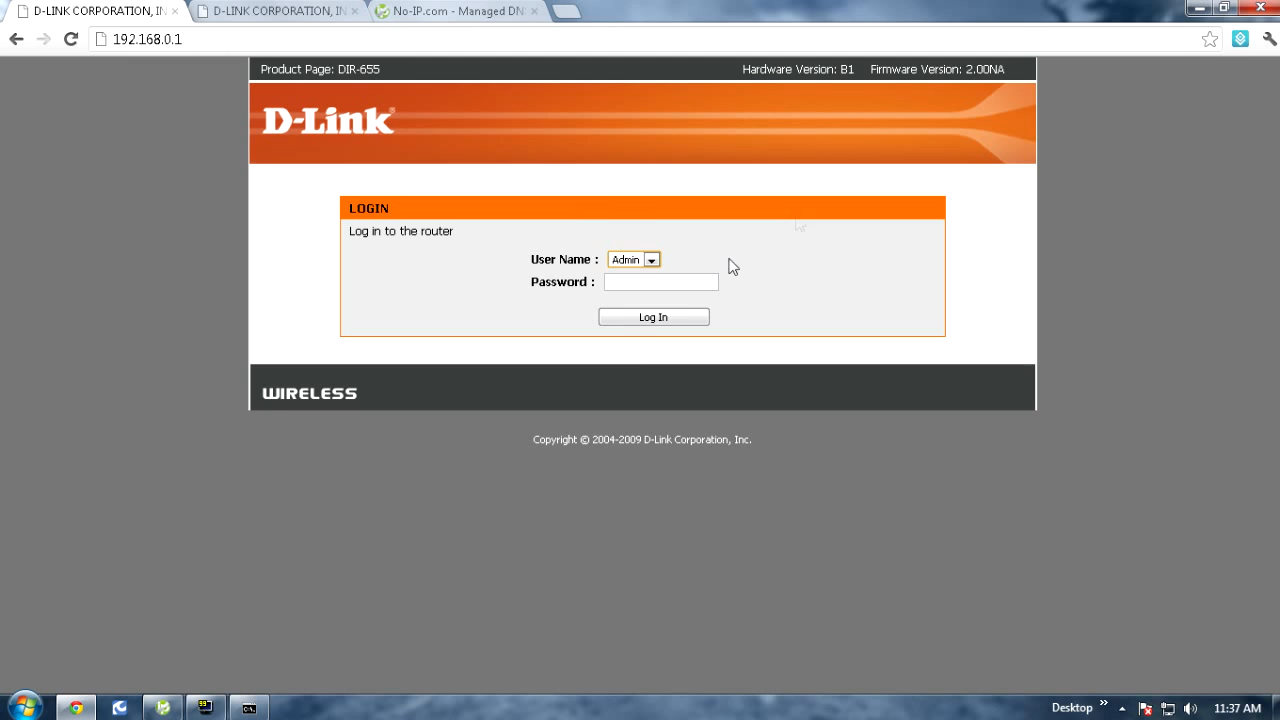 D-LINK CORPORATION, IN
D-LINK CORPORATION, IN
No-IP.com - Managed DN
192.168.0.1
Product Page: DIR-655
Hardware Version: B1
Firmware Version: 2.00NA
D-Link
LOGIN
Log in to the router
User Name :
Admin
Password :
Log In
WIRELESS
Copyright © 2004-2009 D-Link Corporation, Inc.
Desktop
11:37 AM